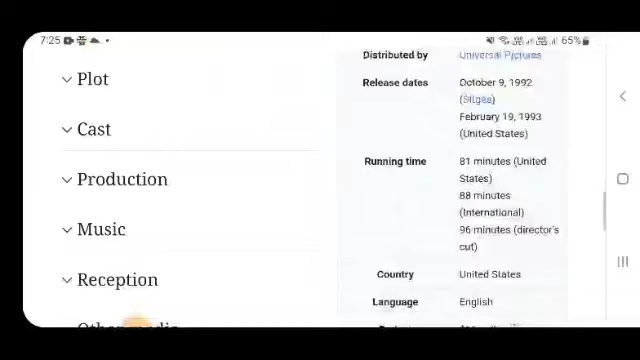 7:25
65%
Plot
Cast
Production
Music
Reception
Distributed by
Universal Pictures
Release dates
October 9, 1992
(Sitges)
February 19, 1993
(United States)
Running time
81 minutes (United
States)
88 minutes
(International)
96 minutes (director's
cut)
Country
United States
Language
English